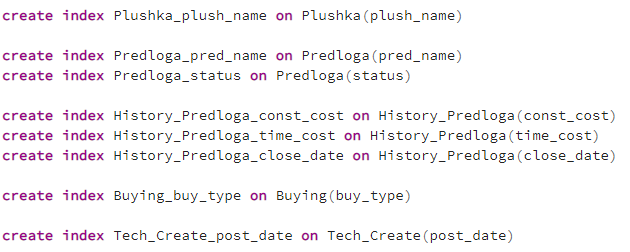 create index Plushka_plush_name on Plushka(plush_name)
create index Predloga_pred_name on Predloga(pred_name)
create index Predloga_status on Predloga(status)
create index History_Predloga_const_cost on History_Predloga(const_cost)
create index History_Predloga_time_cost on History_Predloga(time_cost)
create index History_Predloga_close_date on History_Predloga(close_date)
create index Buying_buy_type on Buying(buy_type)
create index Tech_Create_post_date on Tech_Create(post_date)